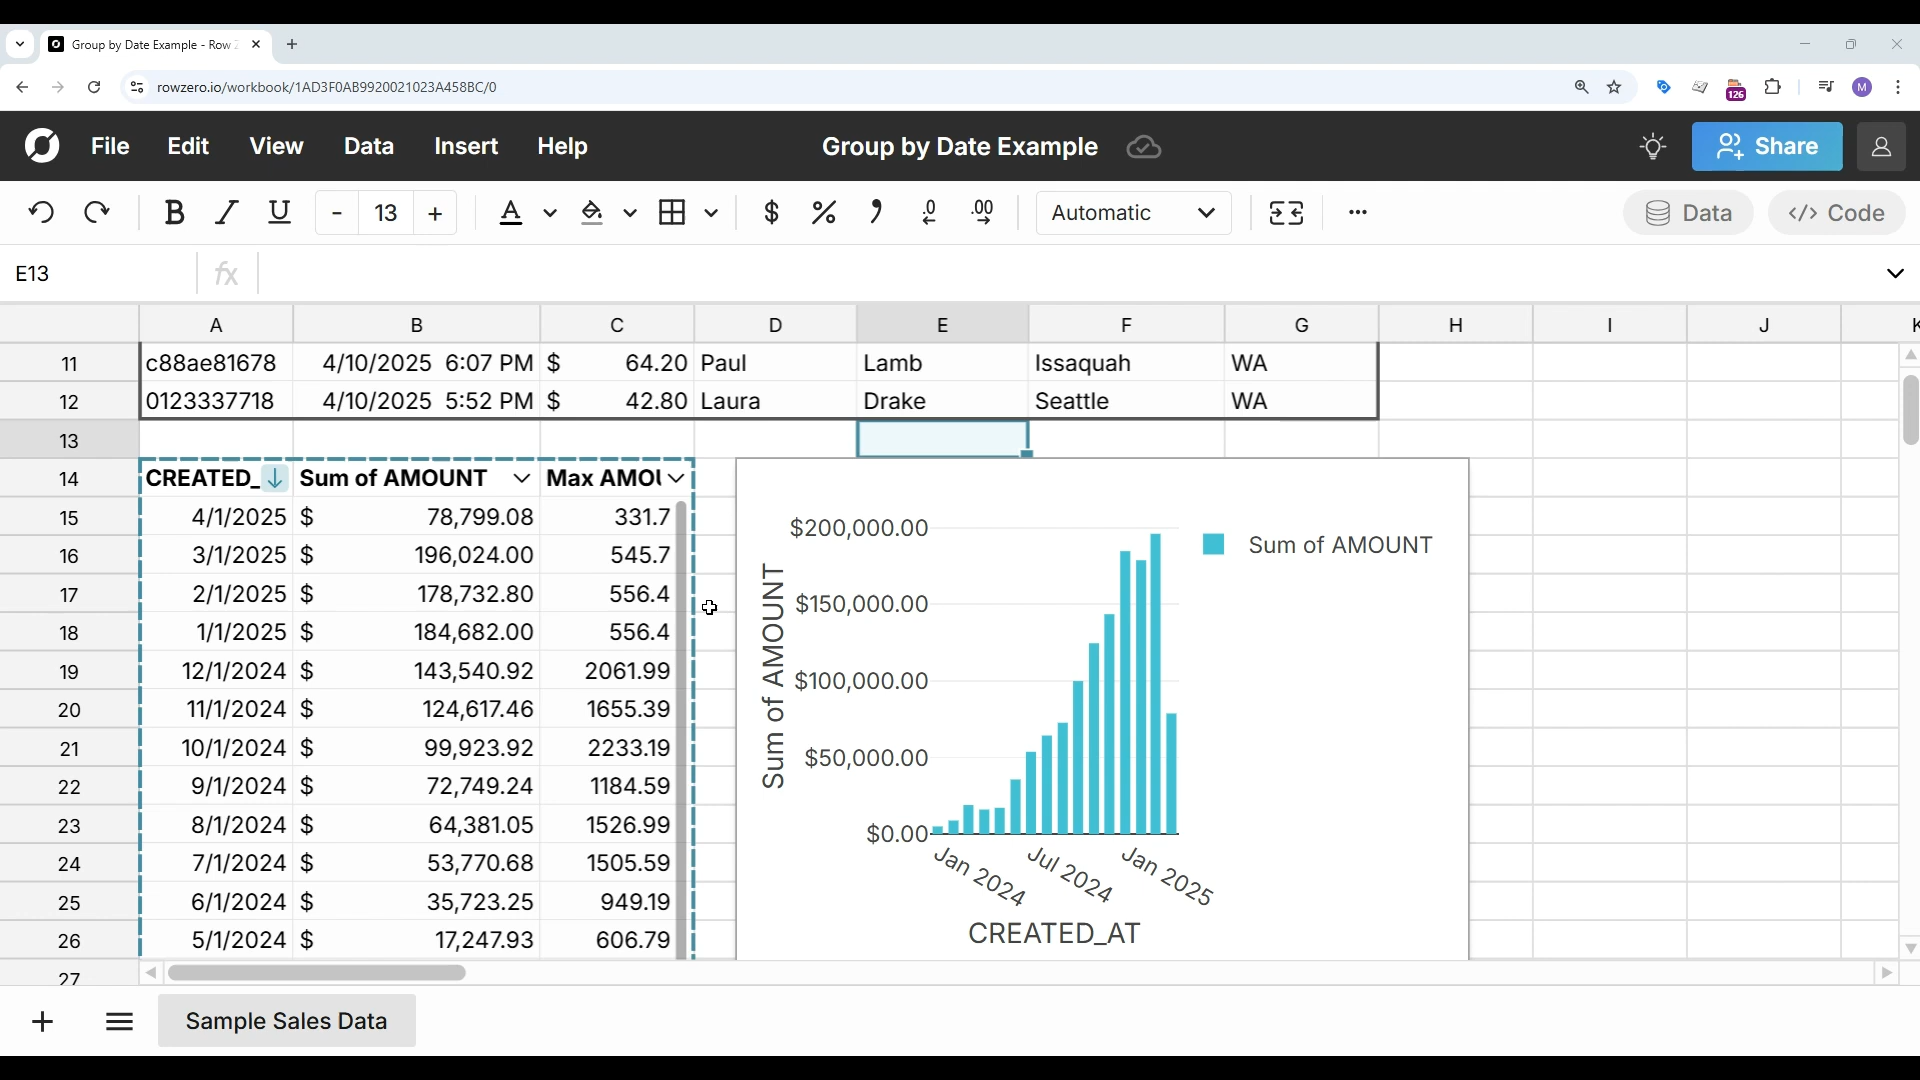 Group by Date Example - Row
rowzero.io/workbook/1AD3F0AB9920021023A458BC/0
126
M
File Edit View Data Insert Help
Group by Date Example
Share
B I U - 13 + A $ % , .0 .00 Automatic ... Data </> Code
E13 fx
A B C D E F G H I J K
11 c88ae81678 4/10/2025 6:07 PM $ 64.20 Paul Lamb Issaquah WA
12 0123337718 4/10/2025 5:52 PM $ 42.80 Laura Drake Seattle WA
13
14 CREATED_ Sum of AMOUNT Max AMOU
15 4/1/2025 $ 78,799.08 331.7
16 3/1/2025 $ 196,024.00 545.7
17 2/1/2025 $ 178,732.80 556.4
18 1/1/2025 $ 184,682.00 556.4
19 12/1/2024 $ 143,540.92 2061.99
20 11/1/2024 $ 124,617.46 1655.39
21 10/1/2024 $ 99,923.92 2233.19
22 9/1/2024 $ 72,749.24 1184.59
23 8/1/2024 $ 64,381.05 1526.99
24 7/1/2024 $ 53,770.68 1505.59
25 6/1/2024 $ 35,723.25 949.19
26 5/1/2024 $ 17,247.93 606.79
27
Sum of AMOUNT
$200,000.00
$150,000.00
$100,000.00
$50,000.00
$0.00
Jan 2024 Jul 2024 Jan 2025
CREATED_AT
Sum of AMOUNT
Sample Sales Data